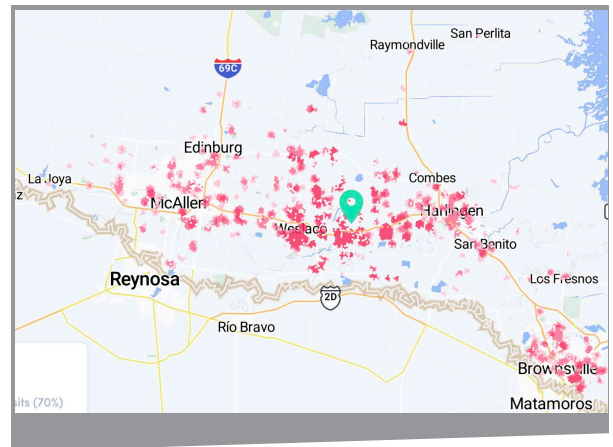 San Perlita
Raymondville
69C
Edinburg
La Joya
Combes
McAllen
Harlingen
Weslaco
San Benito
Reynosa
Los Fresnos
2D
Río Bravo
Brownsville
sits (70%)
Matamoros